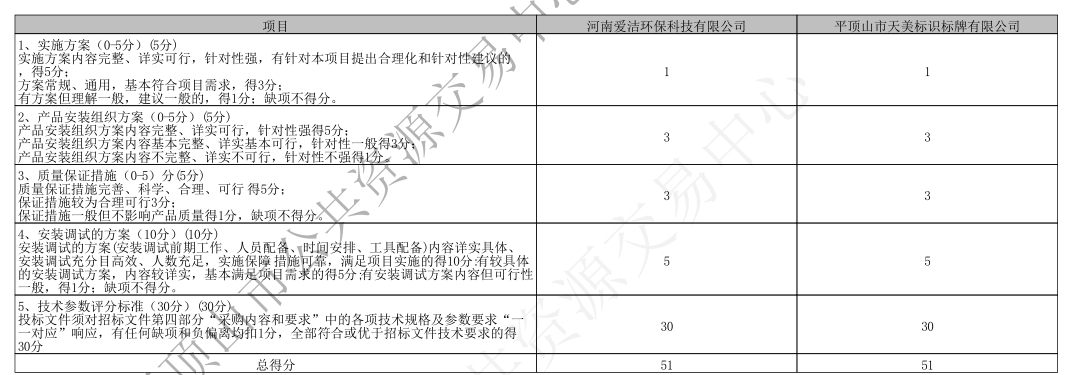 项目 河南爱洁环保科技有限公司 平顶山市天美标识标牌有限公司
1、实施方案（0-5分）(5分)
实施方案内容完整、详实可行，针对性强，有针对本项目提出合理化和针对性建议的
，得5分；
方案常规、通用，基本符合项目需求，得3分；
有方案但理解一般，建议一般的，得1分；缺项不得分。
1 1
2、产品安装组织方案（0-5分）(5分)
产品安装组织方案内容完整、详实可行，针对性强得5分；
产品安装组织方案内容基本完整、详实基本可行，针对性一般得3分；
产品安装组织方案内容不完整、详实不可行，针对性不强得1分。
3 3
3、质量保证措施（0-5）分(5分)
质量保证措施完善、科学、合理、可行 得5分；
保证措施较为合理可行3分；
保证措施一般但不影响产品质量得1分，缺项不得分。
3 3
4、安装调试的方案（10分）(10分)
安装调试的方案(安装调试前期工作、人员配备、时间安排、工具配备)内容详实具体、
安装调试充分目高效、人数充足，实施保障措施可靠，满足项目实施的得10分;有较具体
的安装调试方案，内容较详实，基本满足项目需求的得5分;有安装调试方案内容但可行性
一般，得1分；缺项不得分。
5 5
5、技术参数评分标准（30分）(30分)
投标文件须对招标文件第四部分“采购内容和要求”中的各项技术规格及参数要求“一
一对应”响应，有任何缺项和负偏离均扣1分，全部符合或优于招标文件技术要求的得
30分
30 30
总得分 51 51
顶山市公共资源交易中心
共资源交易中心